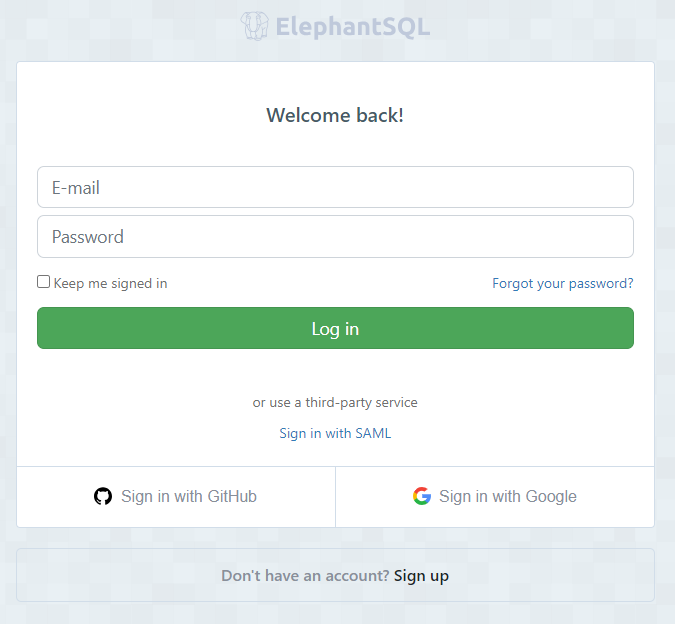 ElephantSQL
Welcome back!
E-mail
Password
Keep me signed in Forgot your password?
Log in
or use a third-party service
Sign in with SAML
Sign in with GitHub Sign in with Google
Don't have an account? Sign up